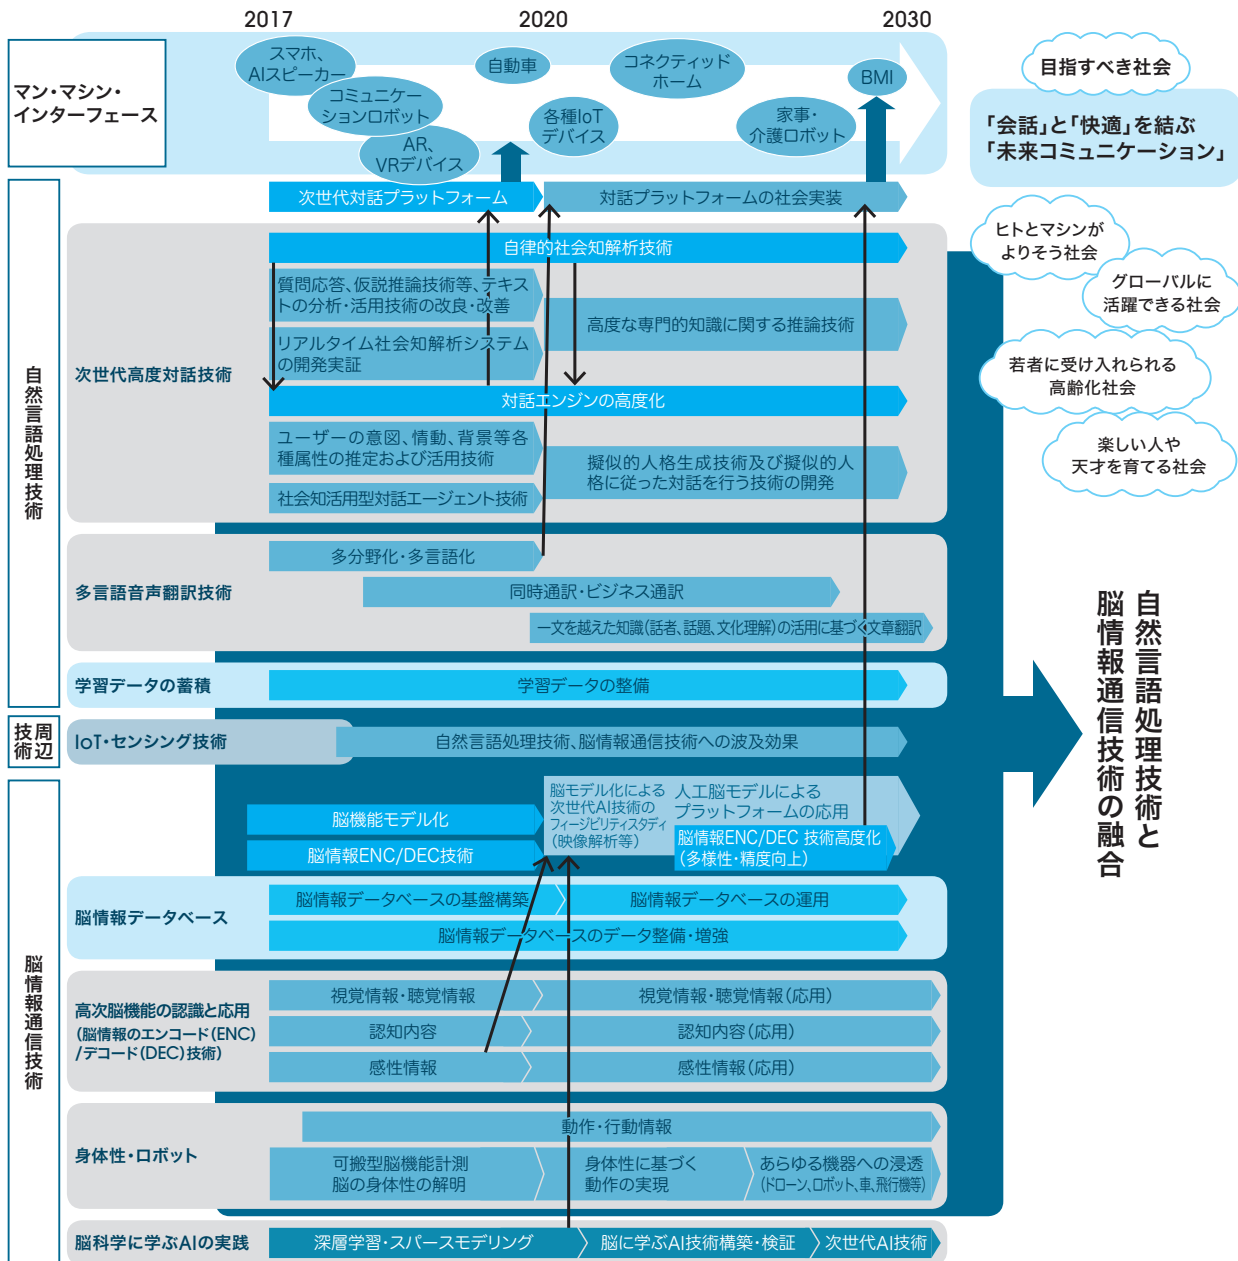 2017
2020
2030
マン・マシン・
インターフェース
スマホ、
AIスピーカー
コミュニケー
ションロボット
AR、
VRデバイス
自動車
各種IoT
デバイス
コネクティッド
ホーム
家事・
介護ロボット
BMI
目指すべき社会
「会話」と「快適」を結ぶ
「未来コミュニケーション」
ヒトとマシンが
よりそう社会
グローバルに
活躍できる社会
若者に受け入れられる
高齢化社会
楽しい人や
天才を育てる社会
自然言語処理技術
次世代対話プラットフォーム
対話プラットフォームの社会実装
次世代高度対話技術
自律的社会知解析技術
質問応答、仮説推論技術等、テキ
ストの分析・活用技術の改良・改善
リアルタイム社会知解析システム
の開発実証
高度な専門的知識に関する推論技術
対話エンジンの高度化
ユーザーの意図、情動、背景等各
種属性の推定および活用技術
社会知活用型対話エージェント技術
擬似的人格生成技術及び擬似的人
格に従った対話を行う技術の開発
多言語音声翻訳技術
多分野化・多言語化
同時通訳・ビジネス通訳
一文を越えた知識(話者、話題、文化理解)の活用に基づく文章翻訳
学習データの蓄積
学習データの整備
周辺
技術
IoT・センシング技術
自然言語処理技術、脳情報通信技術への波及効果
脳情報通信技術
脳機能モデル化
脳情報ENC/DEC技術
脳モデル化による
次世代AI技術の
フィージビリティスタディ
(映像解析等)
人工脳モデルによる
プラットフォームの応用
脳情報ENC/DEC 技術高度化
(多様性・精度向上)
脳情報データベース
脳情報データベースの基盤構築
脳情報データベースの運用
脳情報データベースのデータ整備・増強
高次脳機能の認識と応用
(脳情報のエンコード(ENC)
/デコード(DEC)技術)
視覚情報・聴覚情報
視覚情報・聴覚情報(応用)
認知内容
認知内容(応用)
感性情報
感性情報(応用)
身体性・ロボット
動作・行動情報
可搬型脳機能計測
脳の身体性の解明
身体性に基づく
動作の実現
あらゆる機器への浸透
(ドローン、ロボット、車、飛行機等)
脳科学に学ぶAIの実践
深層学習・スパースモデリング
脳に学ぶAI技術構築・検証
次世代AI技術
自然言語処理技術と
脳情報通信技術の融合